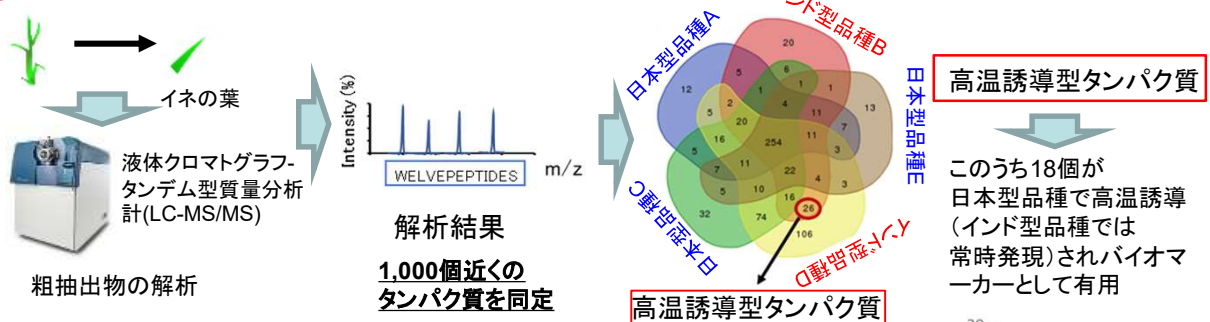 イネの葉
液体クロマトグラフ-
タンデム型質量分析
計(LC-MS/MS)
粗抽出物の解析
Intensity(%)
WELVEPEPTIDES
m/z
解析結果
1,000個近くの
タンパク質を同定
日本型品種A
インド型品種B
日本型品種E
日本型品種C
インド型品種D
20
12
5
6
1
1
1
13
5
2
4
11
7
20
5
16
254
11
3
7
11
22
4
3
5
10
16
32
74
26
106
高温誘導型タンパク質
高温誘導型タンパク質
このうち18個が
日本型品種で高温誘導
(インド型品種では
常時発現)されバイオマ
ーカーとして有用